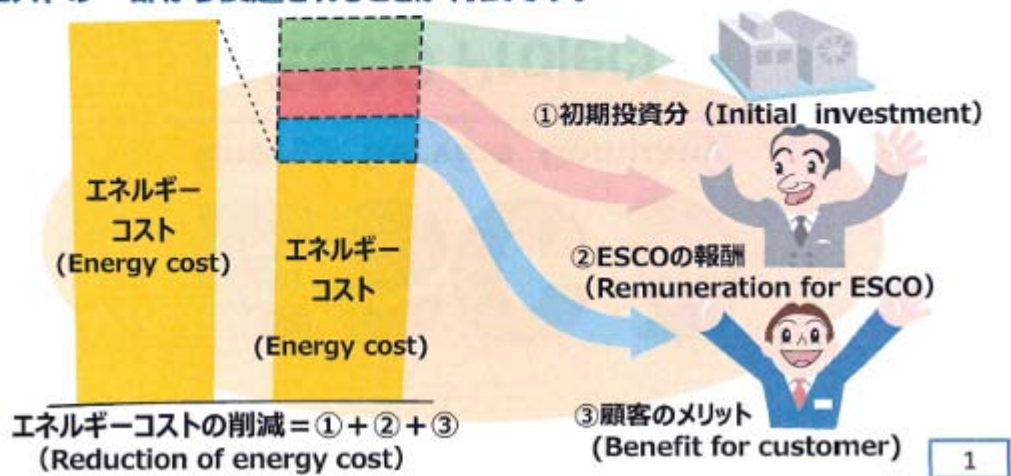 ①初期投資分（Initial investment）
エネルギー
コスト
(Energy cost)
エネルギー
コスト
(Energy cost)
②ESCOの報酬
（Remuneration for ESCO）
エネルギーコストの削減＝①＋②＋③
（Reduction of energy cost）
③顧客のメリット
（Benefit for customer）
1